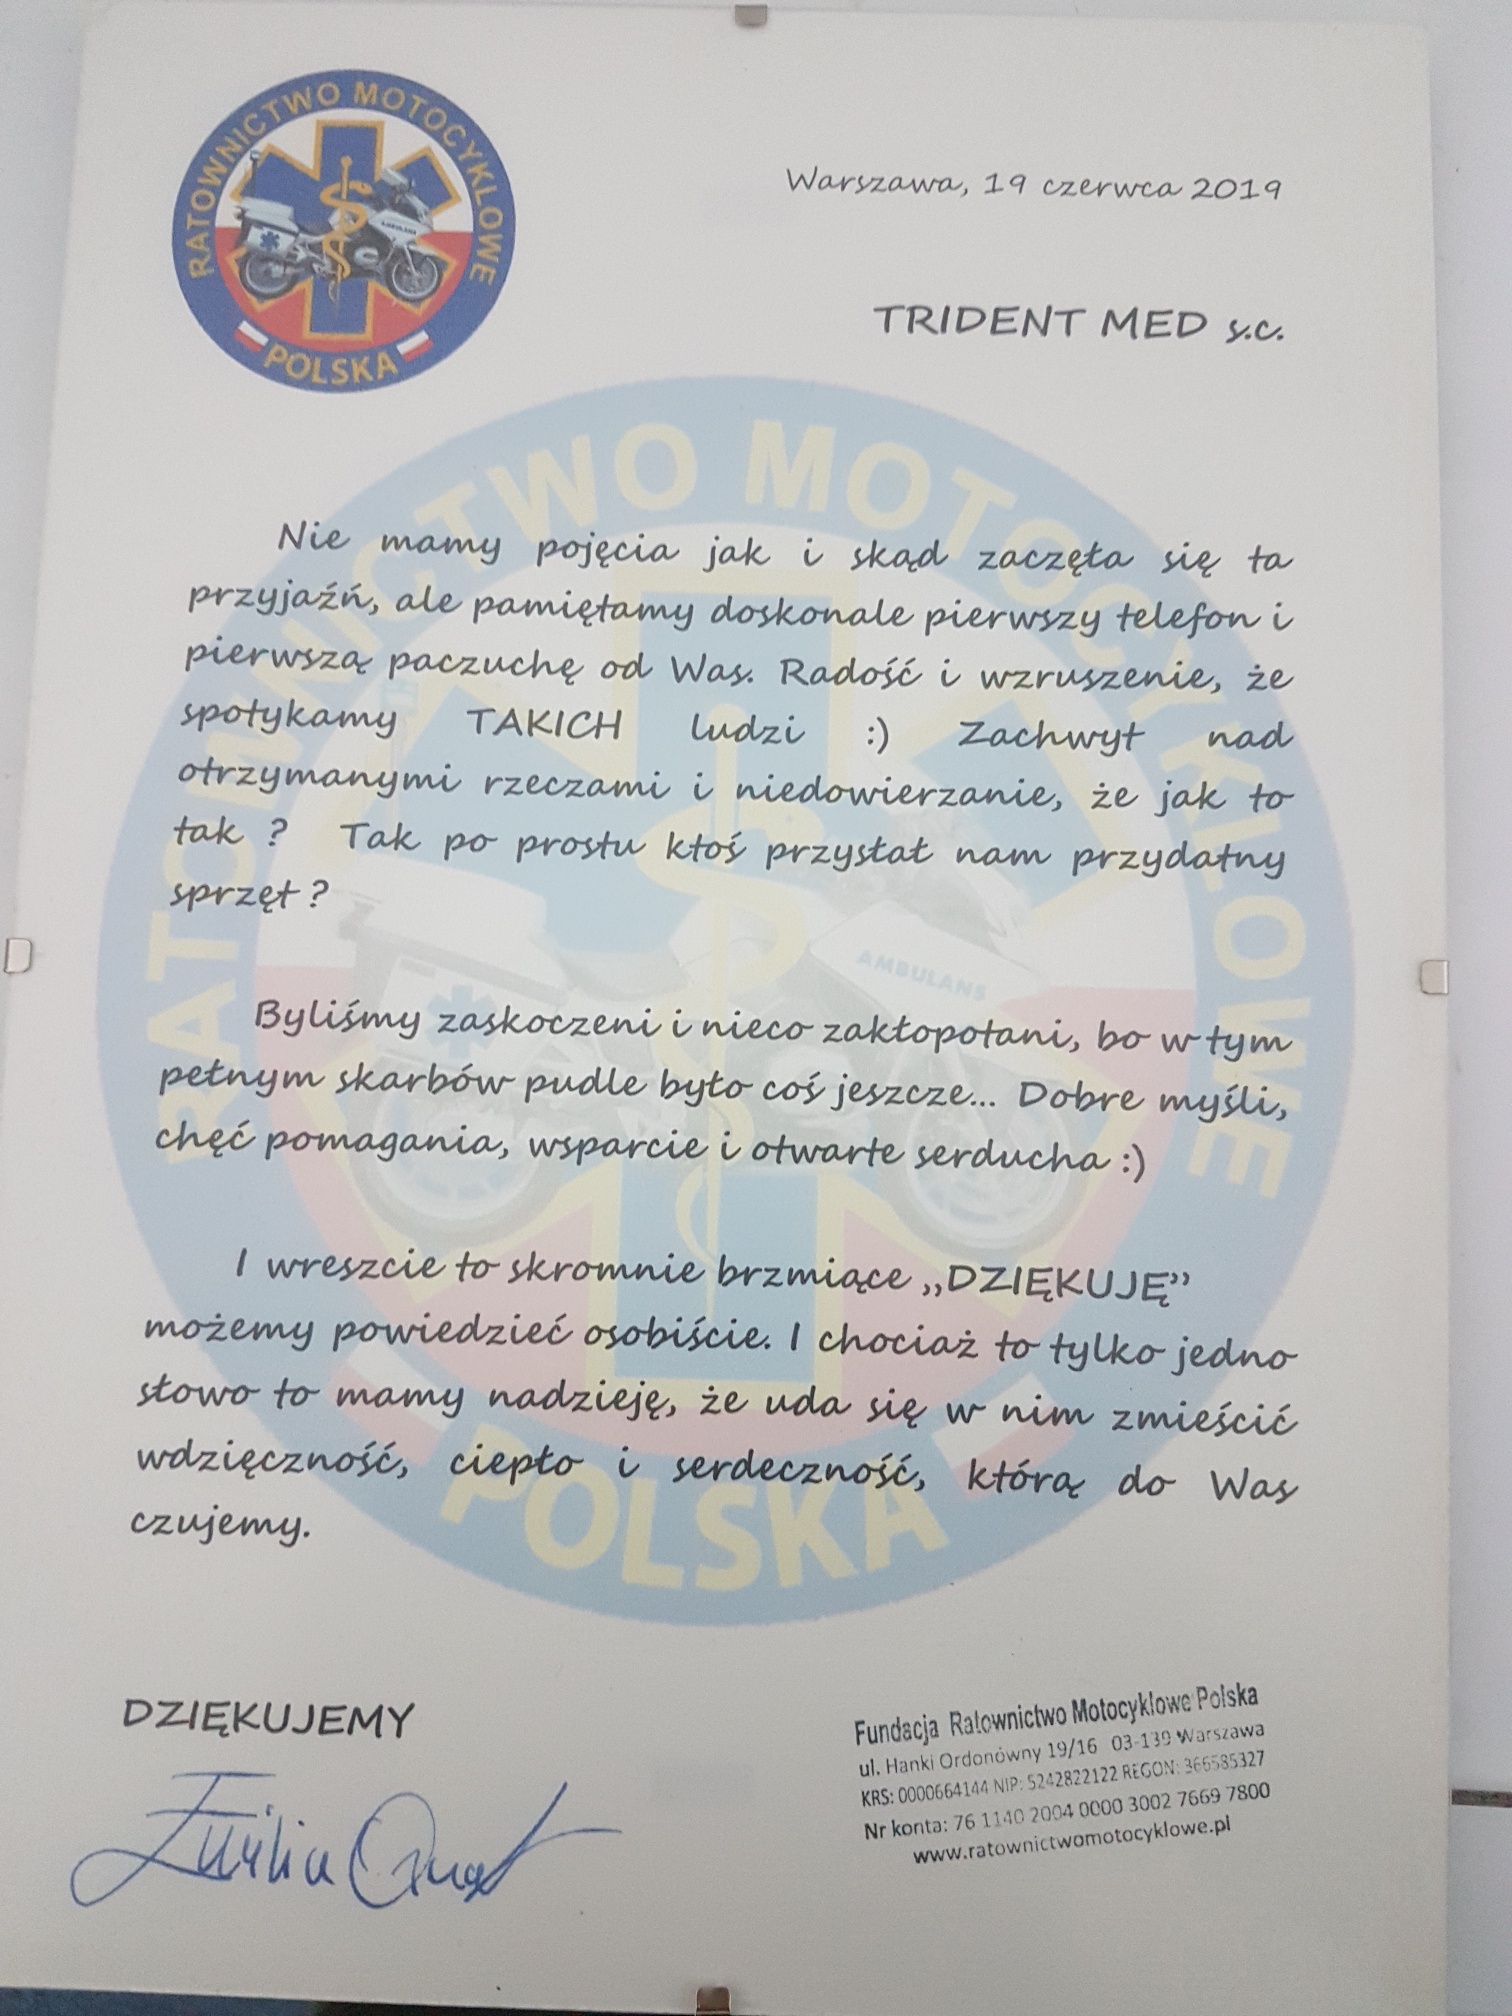 RATOWNICTWO MOTOCYKLOWE
AMBULANS
POLSKA
Warszawa, 19 czerwca 2019
TRIDENT MED s.c.
RATOWNICTWO MOTOCYKLOWE
Nie mamy pojęcia jak i skąd zaczęła się ta
przyjaźń, ale pamiętamy doskonale pierwszy telefon i
pierwszą paczuchę od Was. Radość i wzruszenie, że
spotykamy TAKICH ludzi :) Zachwyt nad
otrzymanymi rzeczami i niedowierzanie, że jak to
tak ? Tak po prostu ktoś przysłał nam przydatny
sprzęt ?
AMBULANS
Byliśmy zaskoczeni i nieco zakłopotani, bo w tym
pełnym skarbów pudle było coś jeszcze... Dobre myśli,
chęć pomagania, wsparcie i otwarte serducha :)
I wreszcie to skromnie brzmiące „DZIĘKUJĘ”
możemy powiedzieć osobiście. I chociaż to tylko jedno
słowo to mamy nadzieję, że uda się w nim zmieścić
wdzięczność, ciepło i serdeczność, którą do Was
czujemy.
POLSKA
DZIĘKUJEMY
Emilia
Fundacja Ratownictwo Motocyklowe Polska
ul. Hanki Ordonówny 19/16 03-139 Warszawa
KRS: 0000664144 NIP: 5242822122 REGON: 366585327
Nr konta: 76 1140 2004 0000 3002 7669 7800
www.ratownictwomotocyklowe.pl